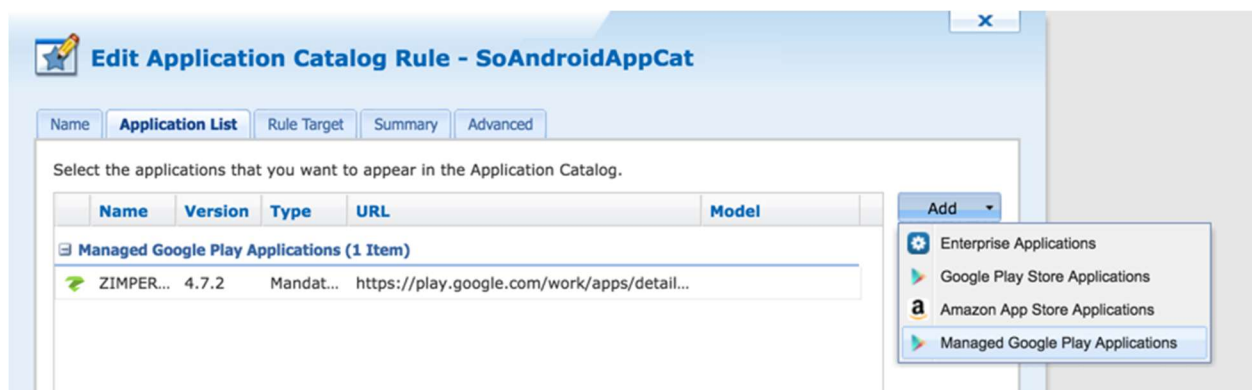 x
Edit Application Catalog Rule - SoAndroidAppCat
Name Application List Rule Target Summary Advanced
Select the applications that you want to appear in the Application Catalog.
Name Version Type URL Model
Add
Managed Google Play Applications (1 Item)
Enterprise Applications
ZIMPER... 4.7.2 Mandat... https://play.google.com/work/apps/detail...
Google Play Store Applications
Amazon App Store Applications
Managed Google Play Applications